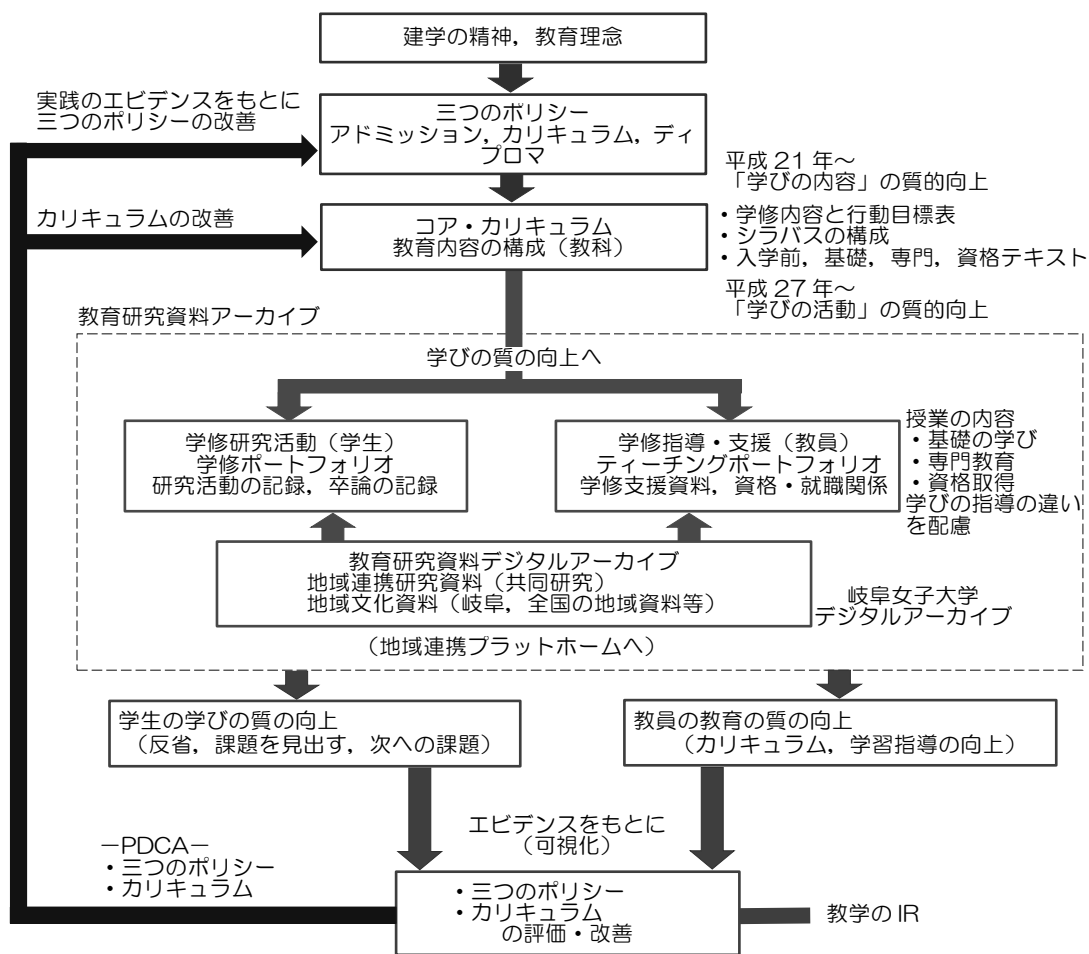 建学の精神，教育理念
実践のエビデンスをもとに
三つのポリシーの改善
三つのポリシー
アドミッション，カリキュラム，ディ
プロマ
平成 21 年～
「学びの内容」の質的向上
カリキュラムの改善
コア・カリキュラム
教育内容の構成（教科）
・学修内容と行動目標表
・シラバスの構成
・入学前，基礎，専門，資格テキスト
平成 27 年～
「学びの活動」の質的向上
教育研究資料アーカイブ
学びの質の向上へ
学修研究活動（学生）
学修ポートフォリオ
研究活動の記録，卒論の記録
学修指導・支援（教員）
ティーチングポートフォリオ
学修支援資料，資格・就職関係
授業の内容
・基礎の学び
・専門教育
・資格取得
学びの指導の違い
を配慮
教育研究資料デジタルアーカイブ
地域連携研究資料（共同研究）
地域文化資料（岐阜，全国の地域資料等）
岐阜女子大学
デジタルアーカイブ
（地域連携プラットホームへ）
学生の学びの質の向上
（反省，課題を見出す，次への課題）
教員の教育の質の向上
（カリキュラム，学習指導の向上）
エビデンスをもとに
（可視化）
－PDCA－
・三つのポリシー
・カリキュラム
・三つのポリシー
・カリキュラム
の評価・改善
教学の IR